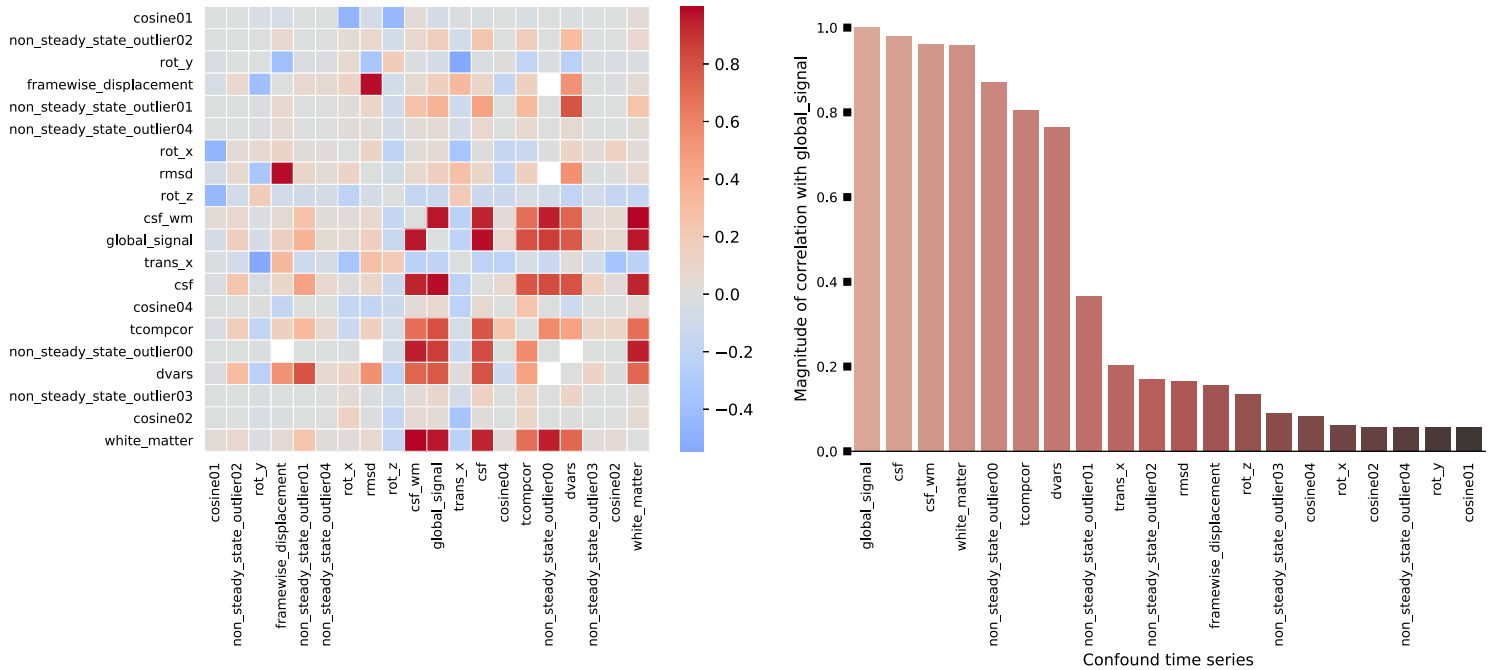 cosine01
non_steady_state_outlier02
rot_y
framewise_displacement
non_steady_state_outlier01
non_steady_state_outlier04
rot_x
rmsd
rot_z
csf_wm
global_signal
trans_x
csf
cosine04
tcompcor
non_steady_state_outlier00
dvars
non_steady_state_outlier03
cosine02
white_matter
cosine01
non_steady_state_outlier02
rot_y
framewise_displacement
non_steady_state_outlier01
non_steady_state_outlier04
rot_x
rmsd
rot_z
csf_wm
global_signal
trans_x
csf
cosine04
tcompcor
non_steady_state_outlier00
dvars
non_steady_state_outlier03
cosine02
white_matter
0.8
0.6
0.4
0.2
0.0
−0.2
−0.4
Magnitude of correlation with global_signal
1.0
0.8
0.6
0.4
0.2
0.0
global_signal
csf
csf_wm
white_matter
non_steady_state_outlier00
tcompcor
dvars
non_steady_state_outlier01
trans_x
non_steady_state_outlier02
rmsd
framewise_displacement
rot_z
non_steady_state_outlier03
cosine04
rot_x
cosine02
non_steady_state_outlier04
rot_y
cosine01
Confound time series